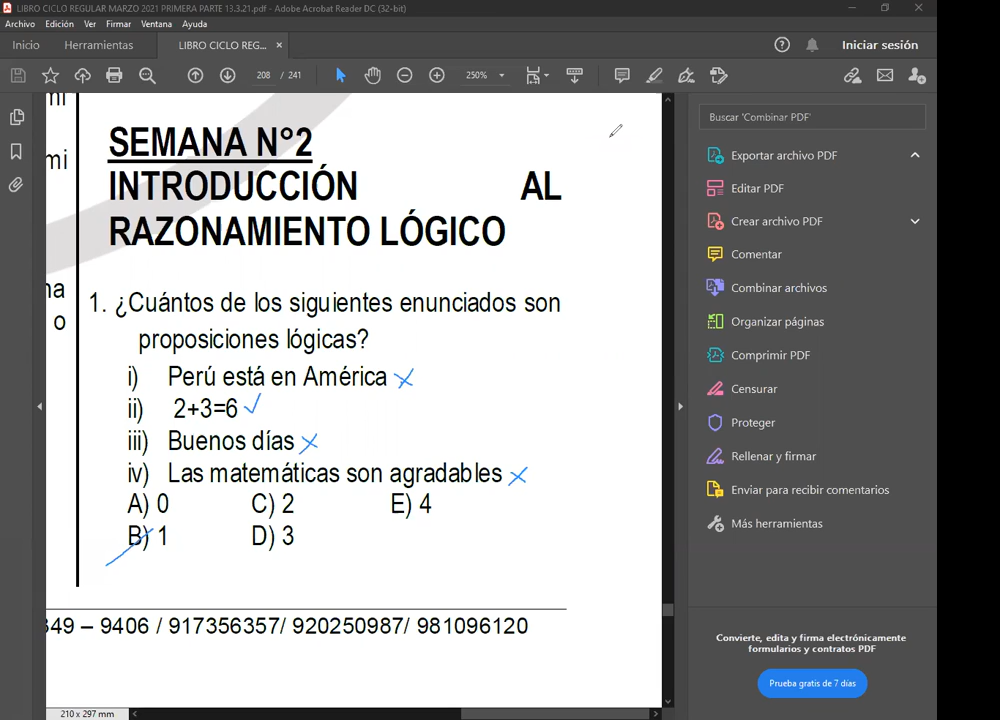 LIBRO CICLO REGULAR MARZO 2021 PRIMERA PARTE 13.3.21.pdf - Adobe Acrobat Reader DC (32-bit)
Archivo Edición Ver Firmar Ventana Ayuda
Inicio Herramientas LIBRO CICLO REG... × Iniciar sesión
208 / 241 250%
mi
mi
na
o
SEMANA N°2
INTRODUCCIÓN AL
RAZONAMIENTO LÓGICO
1. ¿Cuántos de los siguientes enunciados son
proposiciones lógicas?
i) Perú está en América
ii) 2+3=6
iii) Buenos días
iv) Las matemáticas son agradables
A) 0 C) 2 E) 4
B) 1 D) 3
349 – 9406 / 917356357/ 920250987/ 981096120
210 x 297 mm
Buscar 'Combinar PDF'
Exportar archivo PDF
Editar PDF
Crear archivo PDF
Comentar
Combinar archivos
Organizar páginas
Comprimir PDF
Censurar
Proteger
Rellenar y firmar
Enviar para recibir comentarios
Más herramientas
Convierte, edita y firma electrónicamente
formularios y contratos PDF
Prueba gratis de 7 días